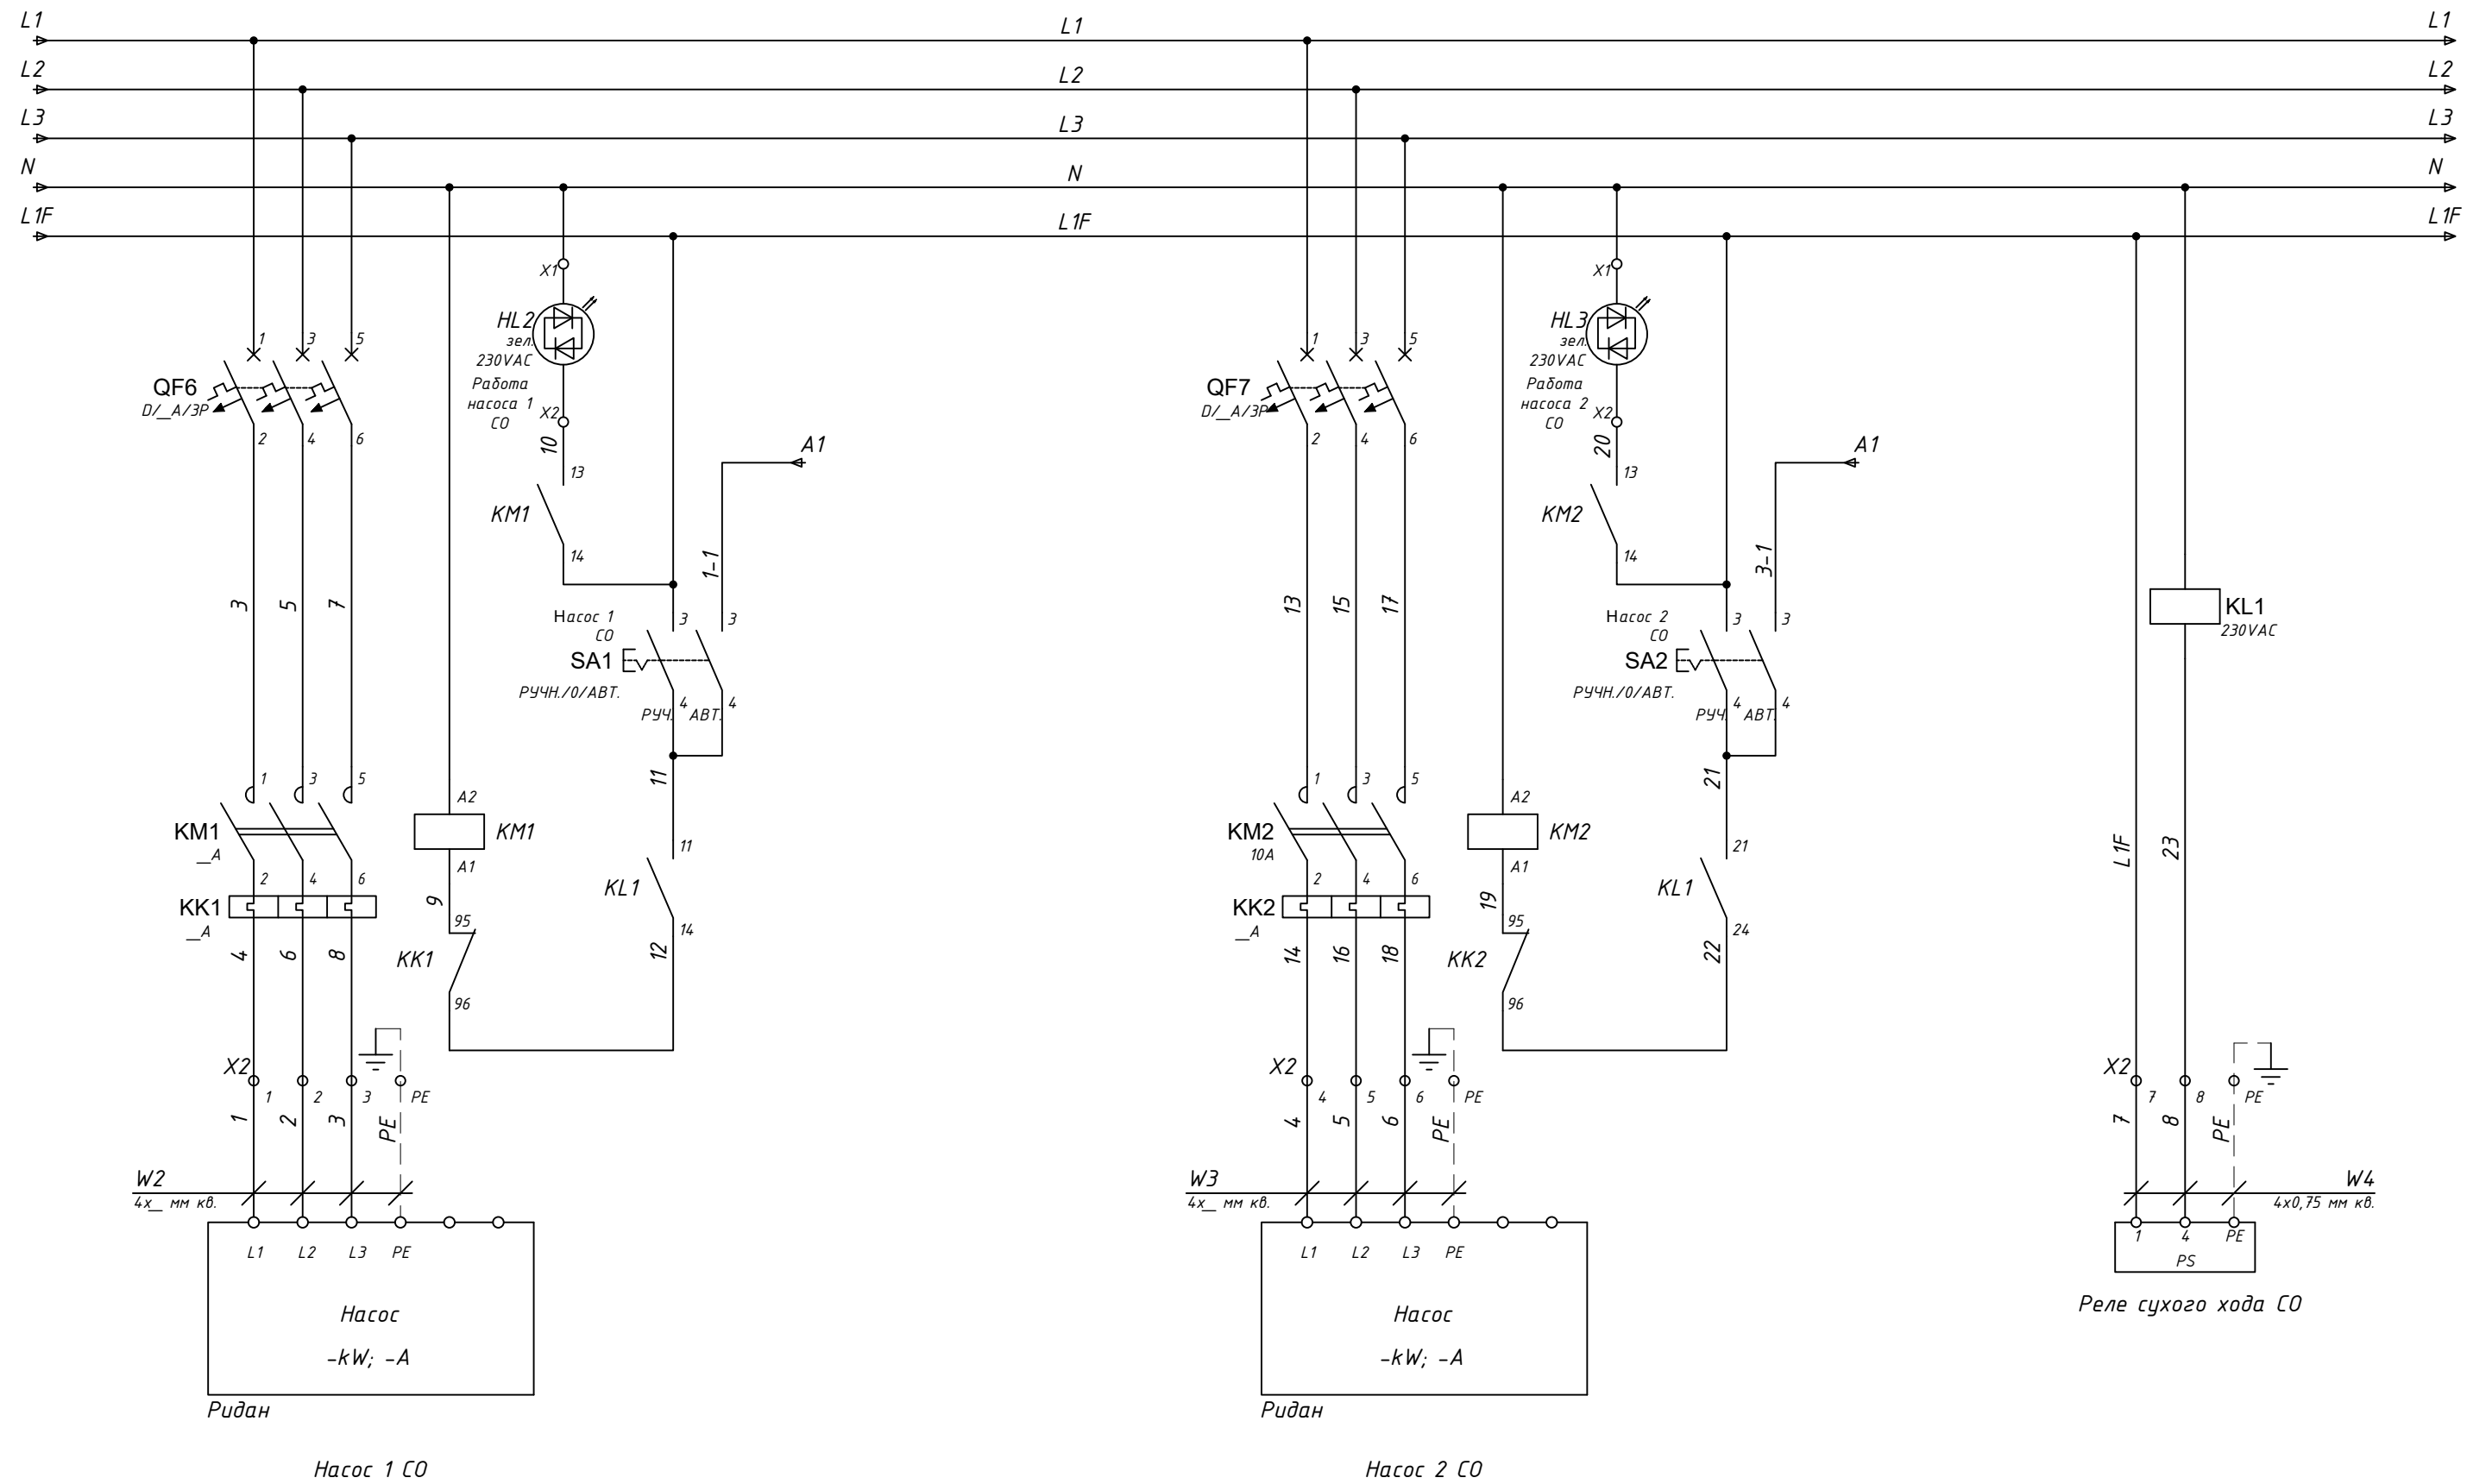 L1 L1 L1
L2 L2 L2
L3 L3 L3
N N N
L1F L1F L1F
1 3 5
QF6
D/__A/3P
2 4 6
3 5 7
1 3 5
KM1
__A
2 4 6
KK1
__A
4 6 8
X2
1 2 3 PE
1 2 3 PE
W2
4x__ мм кв.
L1 L2 L3 PE
Насос
-kW; -A
Ридан
Насос 1 СО
A2
KM1
A1
9
95
KK1
96
X1
HL2
зел.
230VAC
Работа
насоса 1
СО
X2
10
13
KM1
14
A1
1-1
Насос 1
СО
3 3
SA1
РУЧН./0/АВТ.
4 4
РУЧ. АВТ.
11
11
KL1
14
12
1 3 5
QF7
D/__A/3P
2 4 6
13 15 17
1 3 5
KM2
10A
2 4 6
KK2
__A
14 16 18
X2
4 5 6 PE
4 5 6 PE
W3
4x__ мм кв.
L1 L2 L3 PE
Насос
-kW; -A
Ридан
Насос 2 СО
A2
KM2
A1
19
95
KK2
96
X1
HL3
зел.
230VAC
Работа
насоса 2
СО
X2
20
13
KM2
14
A1
3-1
Насос 2
СО
3 3
SA2
РУЧН./0/АВТ.
4 4
РУЧ. АВТ.
21
21
KL1
24
22
KL1
230VAC
L1F 23
X2
7 8 PE
7 8 PE
W4
4x0,75 мм кв.
1 4 PE
PS
Реле сухого хода СО